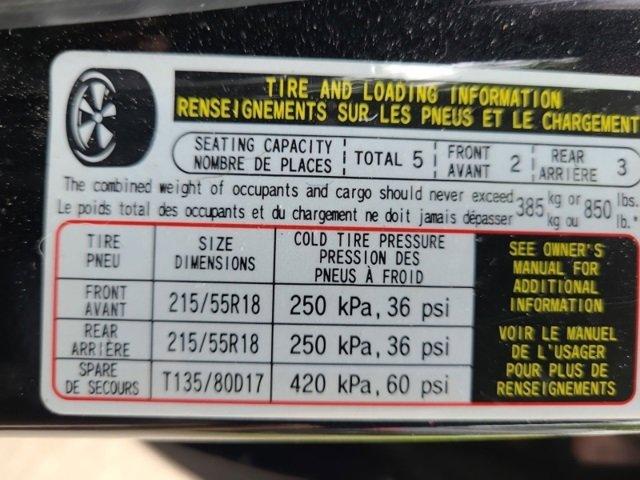 TIRE AND LOADING INFORMATION
RENSEIGNEMENTS SUR LES PNEUS ET LE CHARGEMENT
SEATING CAPACITY
NOMBRE DE PLACES
TOTAL 5
FRONT
AVANT
2
REAR
ARRIÈRE
3
The combined weight of occupants and cargo should never exceed 385 kg or 850 lbs.
Le poids total des occupants et du chargement ne doit jamais dépasser kg ou lb."
TIRE
PNEU
SIZE
DIMENSIONS
COLD TIRE PRESSURE
PRESSION DES
PNEUS À FROID
FRONT
AVANT
215/55R18
250 kPa, 36 psi
REAR
ARRIÈRE
215/55R18
250 kPa, 36 psi
SPARE
DE SECOURS
T135/80D17
420 kPa, 60 psi
SEE OWNER'S
MANUAL FOR
ADDITIONAL
INFORMATION
VOIR LE MANUEL
DE L'USAGER
POUR PLUS DE
RENSEIGNEMENTS